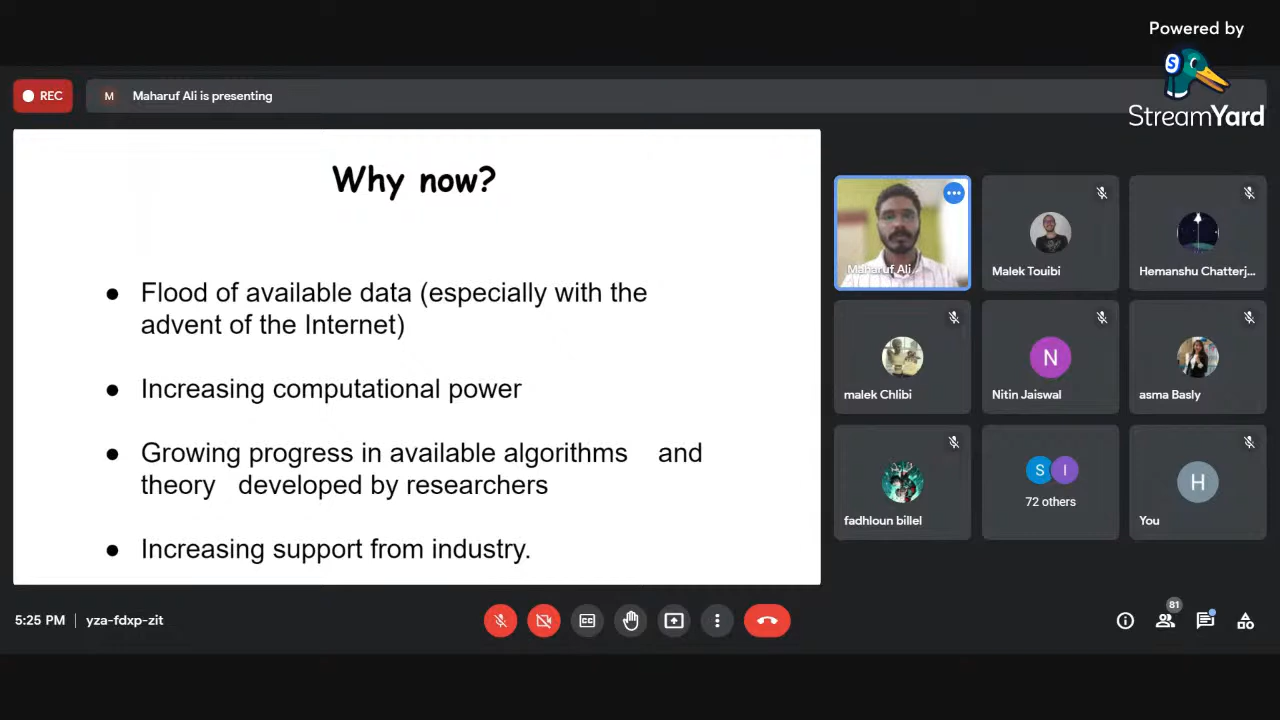 Powered by
StreamYard
REC
M Maharuf Ali is presenting
Why now?
● Flood of available data (especially with the
advent of the Internet)
● Increasing computational power
● Growing progress in available algorithms and
theory developed by researchers
● Increasing support from industry.
Maharuf Ali
Malek Touibi
Hemanshu Chatterj...
malek Chlibi
N
Nitin Jaiswal
asma Basly
fadhloun billel
S I
72 others
H
You
5:25 PM | yza-fdxp-zit
CC
81